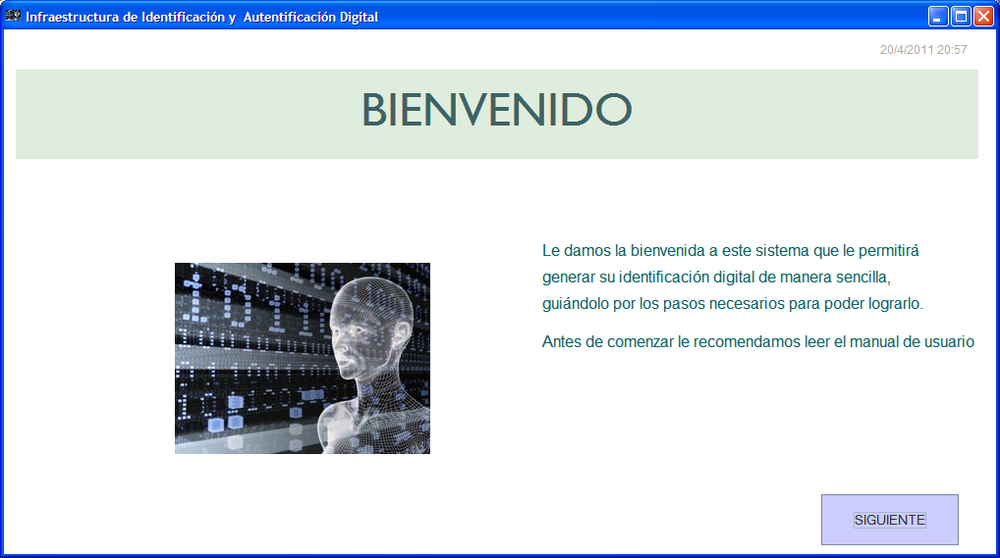 Infraestructura de Identificación y  Autentificación Digital
20/4/2011 20:57
BIENVENIDO
Le damos la bienvenida a este sistema que le permitirá
generar su identificación digital de manera sencilla,
guiándolo por los pasos necesarios para poder lograrlo.
Antes de comenzar le recomendamos leer el manual de usuario
SIGUIENTE